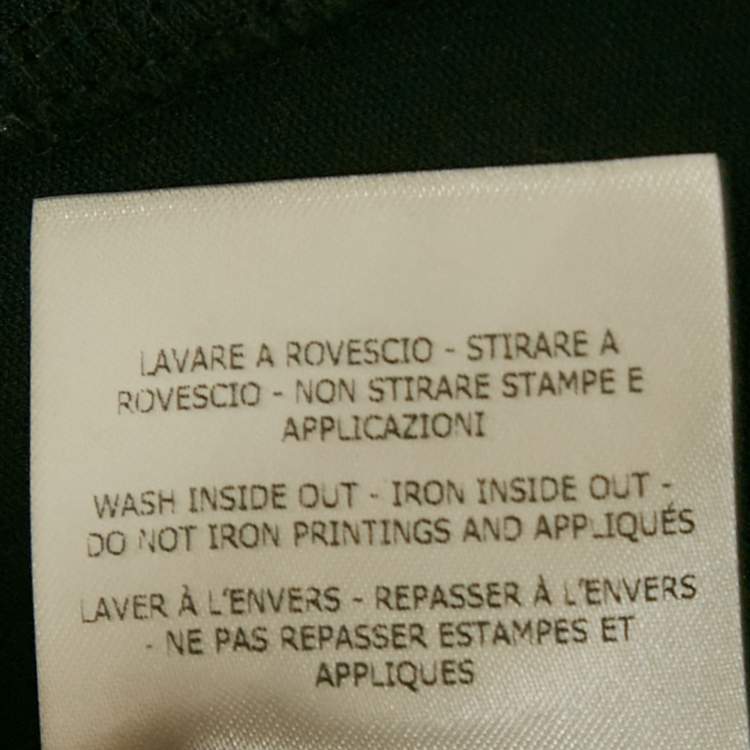 LAVARE A ROVESCIO - STIRARE A
ROVESCIO - NON STIRARE STAMPE E
APPLICAZIONI
WASH INSIDE OUT - IRON INSIDE OUT -
DO NOT IRON PRINTINGS AND APPLIQUÉS
LAVER À L'ENVERS - REPASSER À L'ENVERS
- NE PAS REPASSER ESTAMPES ET
APPLIQUES